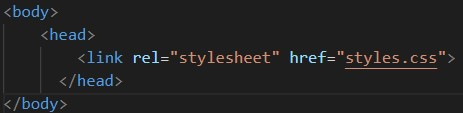 <body>
<head>
<link rel="stylesheet" href="styles.css">
</head>
</body>